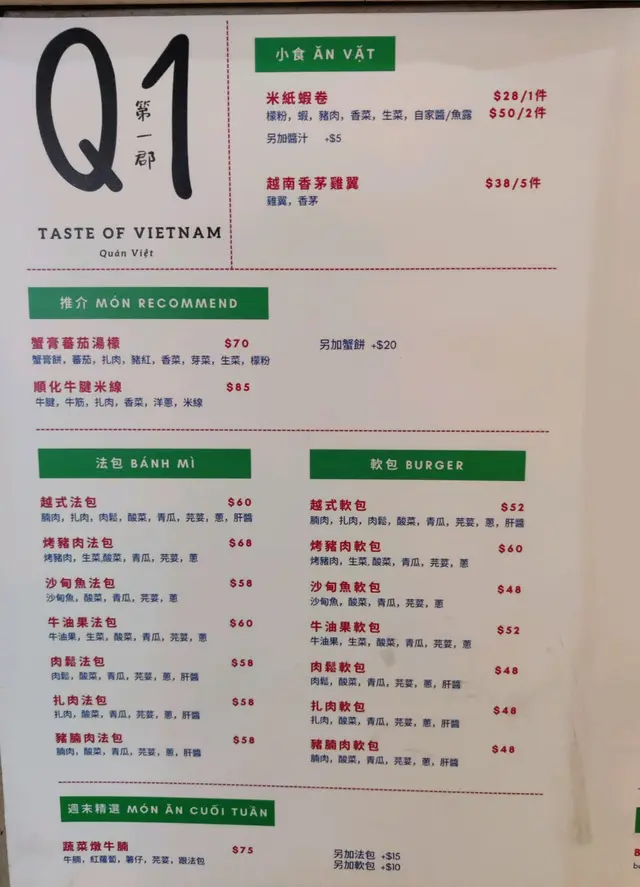 Q1
第一郡
TASTE OF VIETNAM
Quán Việt
小食 ĂN VẶT
米紙蝦卷 $28/1件
檬粉，蝦，豬肉，香菜，生菜，自家醬/魚露 $50/2件
另加醬汁 +$5
越南香茅雞翼 $38/5件
雞翼，香茅
推介 MÓN RECOMMEND
蟹膏蕃茄湯檬 $70 另加蟹餅 +$20
蟹膏餅，蕃茄，扎肉，豬紅，香菜，芽菜，生菜，檬粉
順化牛腱米線 $85
牛腱，牛筋，扎肉，香菜，洋蔥，米線
法包 BÁNH MÌ
越式法包 $60
腩肉，扎肉，肉鬆，酸菜，青瓜，芫荽，蔥，肝醬
烤豬肉法包 $68
烤豬肉，生菜,酸菜，青瓜，芫荽，蔥
沙甸魚法包 $58
沙甸魚，酸菜，青瓜，芫荽，蔥
牛油果法包 $60
牛油果，生菜，酸菜，青瓜，芫荽，蔥
肉鬆法包 $58
肉鬆，酸菜，青瓜，芫荽，蔥，肝醬
扎肉法包 $58
扎肉，酸菜，青瓜，芫荽，蔥，肝醬
豬腩肉法包 $58
腩肉，酸菜，青瓜，芫荽，蔥，肝醬
軟包 BURGER
越式軟包 $52
腩肉，扎肉，肉鬆，酸菜，青瓜，芫荽，蔥，肝醬
烤豬肉軟包 $60
烤豬肉，生菜,酸菜，青瓜，芫荽，蔥
沙甸魚軟包 $48
沙甸魚，酸菜，青瓜，芫荽，蔥
牛油果軟包 $52
牛油果，生菜，酸菜，青瓜，芫荽，蔥
肉鬆軟包 $48
肉鬆，酸菜，青瓜，芫荽，蔥，肝醬
扎肉軟包 $48
扎肉，酸菜，青瓜，芫荽，蔥，肝醬
豬腩肉軟包 $48
腩肉，酸菜，青瓜，芫荽，蔥，肝醬
週末精選 MÓN ĂN CUỐI TUẦN
蔬菜燉牛腩 $75
牛腩，紅蘿蔔，薯仔，芫荽，跟法包
另加法包 +$15
另加軟包 +$10